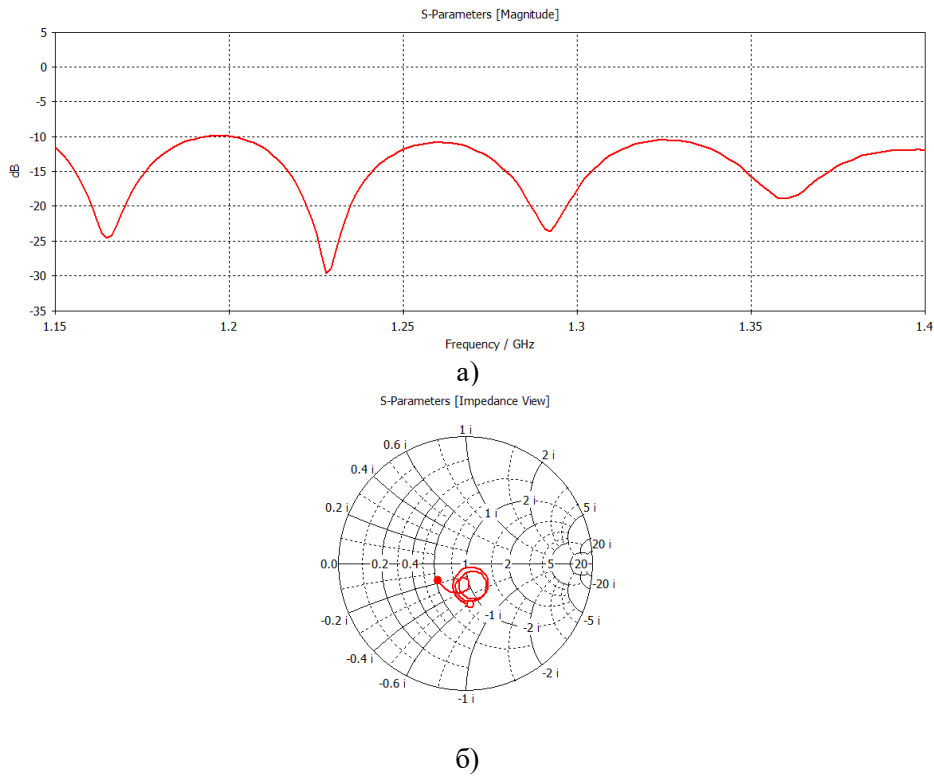 S-Parameters [Magnitude]
5
0
-5
-10
-15
-20
-25
-30
-35
dB
1.15 1.2 1.25 1.3 1.35 1.4
Frequency / GHz
а)
S-Parameters [Impedance View]
1 i
0.6 i 2 i
0.4 i
0.2 i 2 i 5 i
1 i
20 i
0.0 0.2 0.4 1 2 5 20
-20 i
-0.2 i -1 i -2 i -5 i
-0.4 i -2 i
-0.6 i
-1 i
б)